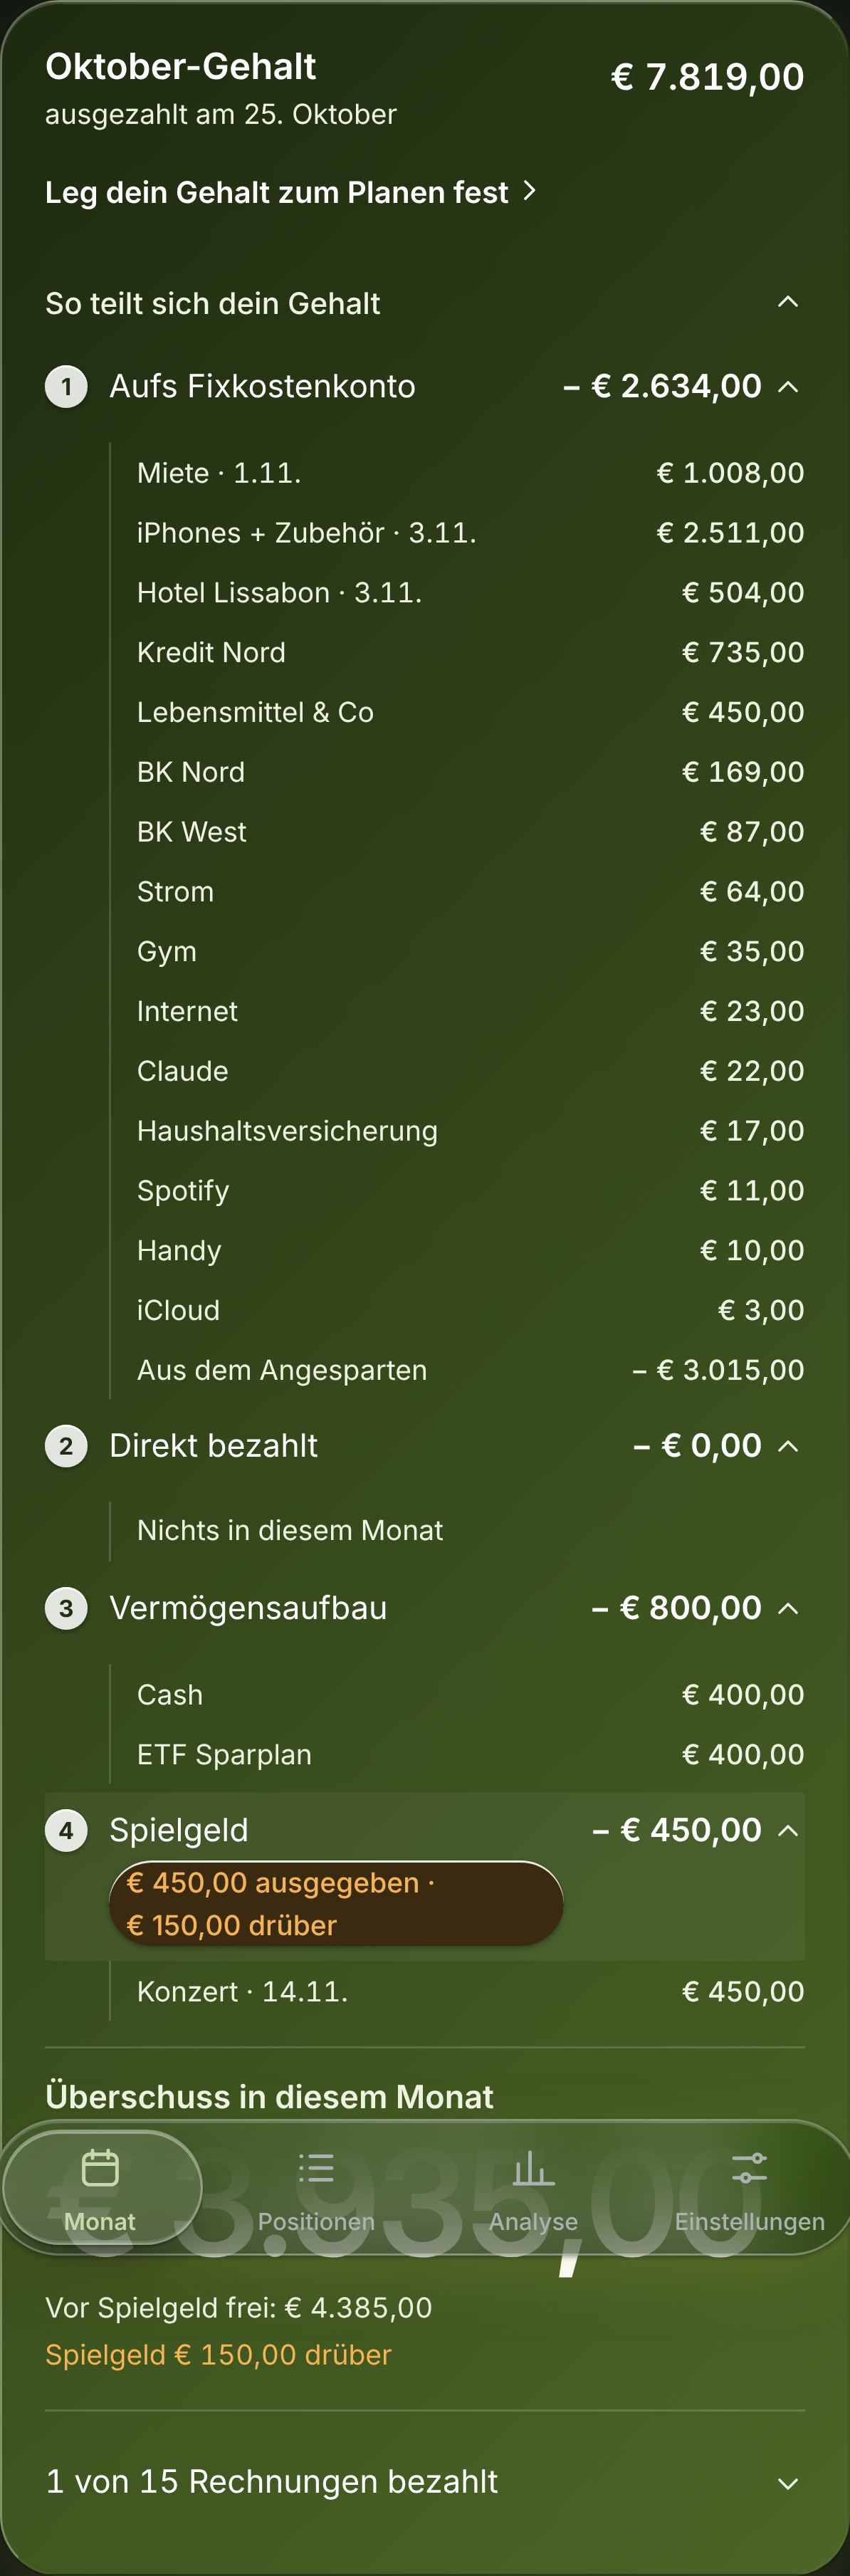 Oktober-Gehalt
€ 7.819,00
ausgezahlt am 25. Oktober
Leg dein Gehalt zum Planen fest
So teilt sich dein Gehalt
1 Aufs Fixkostenkonto – € 2.634,00
Miete · 1.11. € 1.008,00
iPhones + Zubehör · 3.11. € 2.511,00
Hotel Lissabon · 3.11. € 504,00
Kredit Nord € 735,00
Lebensmittel & Co € 450,00
BK Nord € 169,00
BK West € 87,00
Strom € 64,00
Gym € 35,00
Internet € 23,00
Claude € 22,00
Haushaltsversicherung € 17,00
Spotify € 11,00
Handy € 10,00
iCloud € 3,00
Aus dem Angesparten – € 3.015,00
2 Direkt bezahlt – € 0,00
Nichts in diesem Monat
3 Vermögensaufbau – € 800,00
Cash € 400,00
ETF Sparplan € 400,00
4 Spielgeld – € 450,00
€ 450,00 ausgegeben ·
€ 150,00 drüber
Konzert · 14.11. € 450,00
Überschuss in diesem Monat
€ 3.935,00
Monat Positionen Analyse Einstellungen
Vor Spielgeld frei: € 4.385,00
Spielgeld € 150,00 drüber
1 von 15 Rechnungen bezahlt